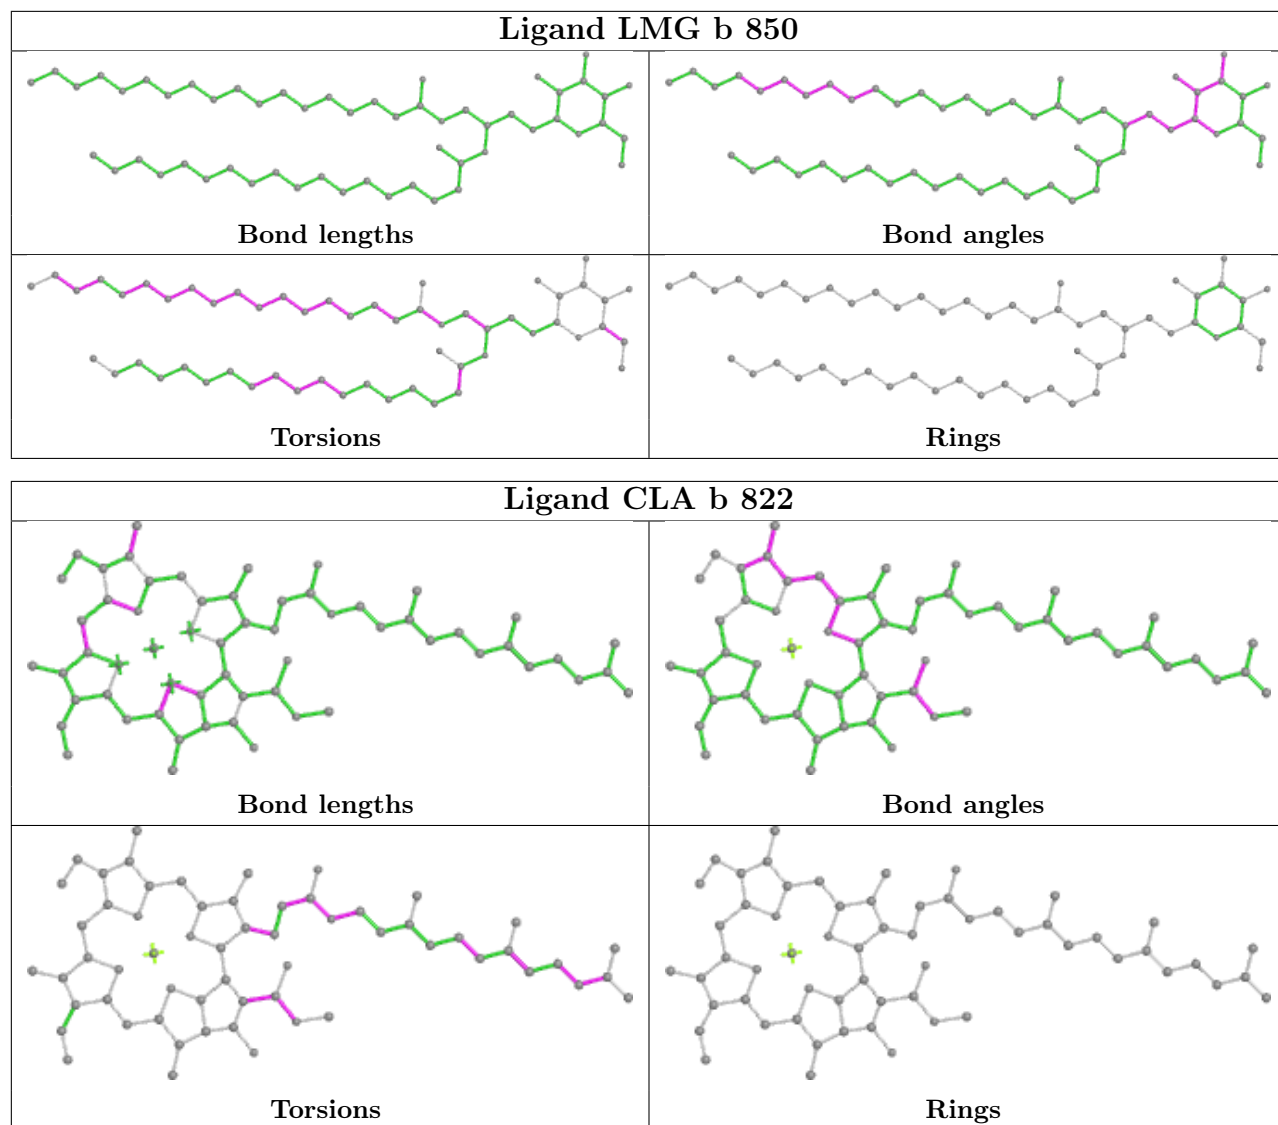 Ligand LMG b 850
Bond lengths
Bond angles
Torsions
Rings
Ligand CLA b 822
Bond lengths
Bond angles
Torsions
Rings